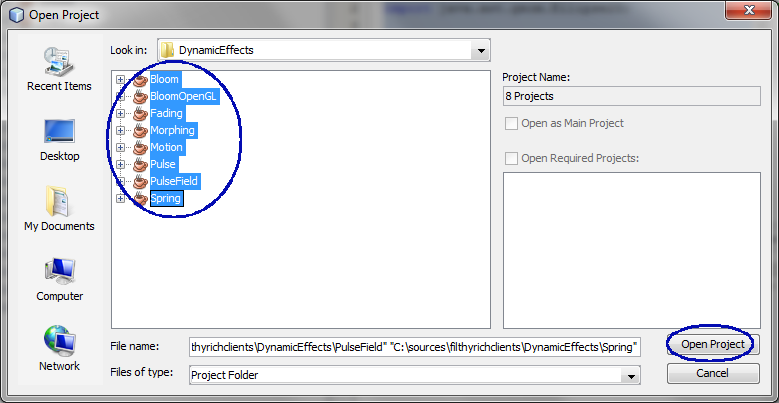 Open Project
Look in: DynamicEffects
Recent Items
Desktop
My Documents
Computer
Network
Bloom
BloomOpenGL
Fading
Morphing
Motion
Pulse
PulseField
Spring
Project Name:
8 Projects
Open as Main Project
Open Required Projects:
File name: thyrichclients\DynamicEffects\PulseField" "C:\sources\filthyrichclients\DynamicEffects\Spring"
Open Project
Files of type: Project Folder
Cancel